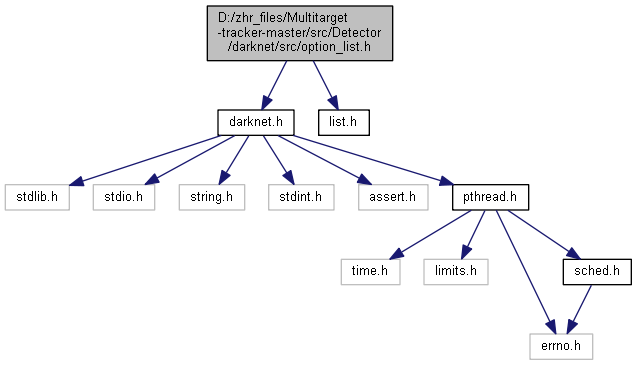 D:/zhr_files/Multitarget
-tracker-master/src/Detector
/darknet/src/option_list.h
darknet.h
list.h
stdlib.h
stdio.h
string.h
stdint.h
assert.h
pthread.h
time.h
limits.h
sched.h
errno.h